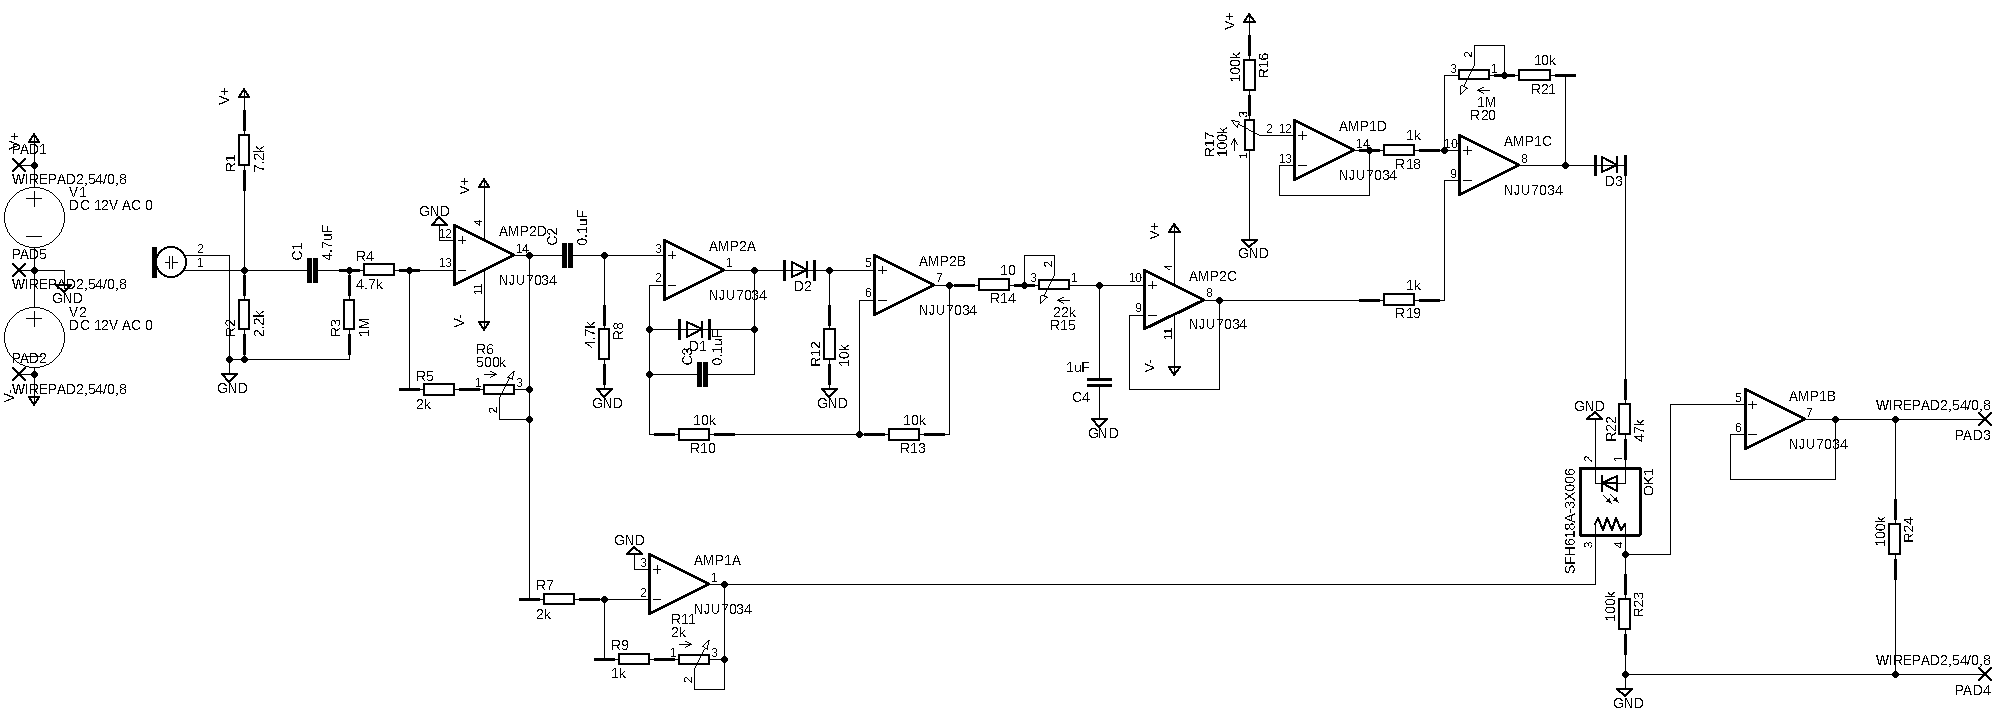 V+
PAD1
WIREPAD2,54/0,8
V1
DC 12V AC 0
PAD5
WIREPAD2,54/0,8
GND
V2
DC 12V AC 0
PAD2
WIREPAD2,54/0,8
V-
2
1
V+
R1
7.2k
R2
2.2k
GND
C1
4.7uF
R3
1M
R4
4.7k
GND
V+
4
12
13
11
V-
14
AMP2D
NJU7034
R5
2k
R6
500k
1
3
2
C2
0.1uF
R8
4.7k
GND
3
2
1
AMP2A
NJU7034
D1
C3
0.1uF
10k
R10
D2
R12
10k
GND
5
6
7
AMP2B
NJU7034
10k
R13
10
R14
3
2
1
22k
R15
1uF
C4
GND
V+
4
10
9
11
V-
8
AMP2C
NJU7034
V+
100k
R16
R17
100k
3
2
1
GND
12
13
14
AMP1D
NJU7034
1k
R18
1k
R19
3
2
1
1M
R20
10k
R21
10
9
8
AMP1C
NJU7034
D3
GND
R22
47k
2
1
SFH618A-3X006
OK1
3
4
100k
R23
GND
5
6
7
AMP1B
NJU7034
WIREPAD2,54/0,8
PAD3
100k
R24
WIREPAD2,54/0,8
PAD4
R7
2k
GND
3
2
1
AMP1A
NJU7034
R9
1k
R11
2k
1
3
2